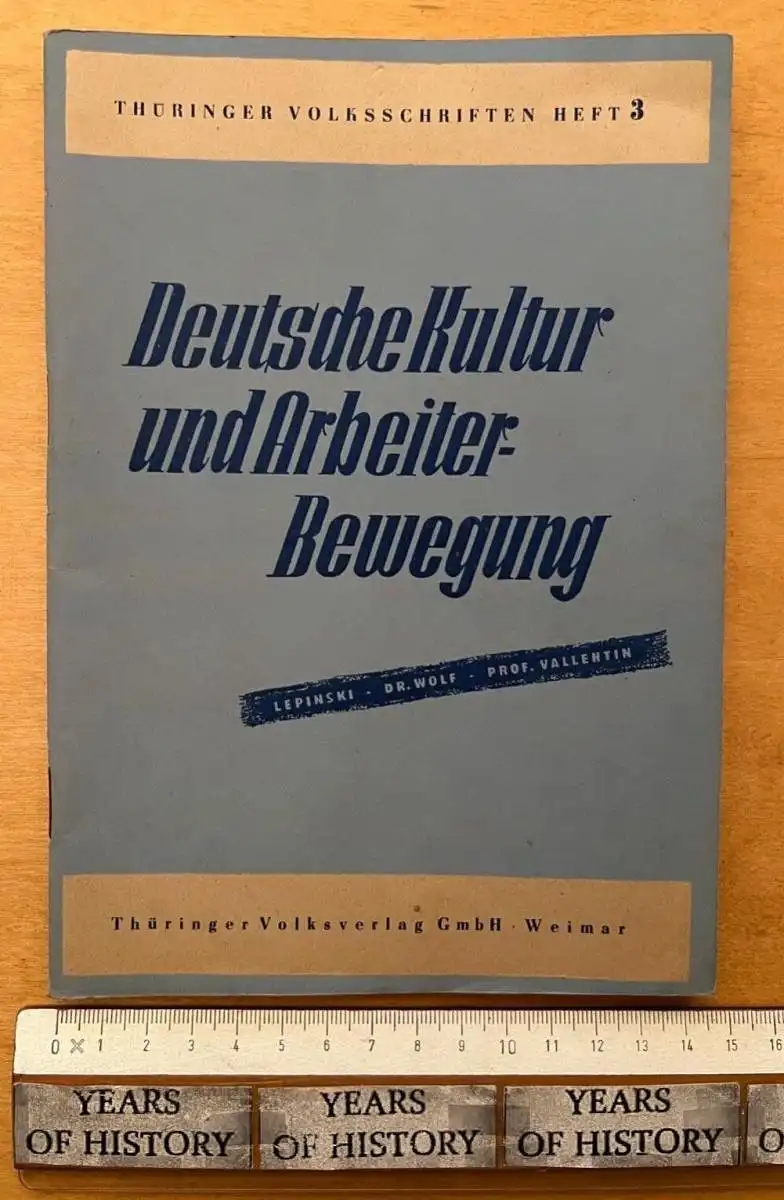 THÜRINGER VOLKSSCHRIFTEN HEFT 3
Deutsche Kultur
und Arbeiter-
Bewegung
LEPINSKI - DR. WOLF - PROF. VALLENTIN
Thüringer Volksverlag GmbH · Weimar
0 1 2 3 4 5 6 7 8 9 10 11 12 13 14 15 16
YEARS OF HISTORY
YEARS OF HISTORY
YEARS OF HISTORY
O